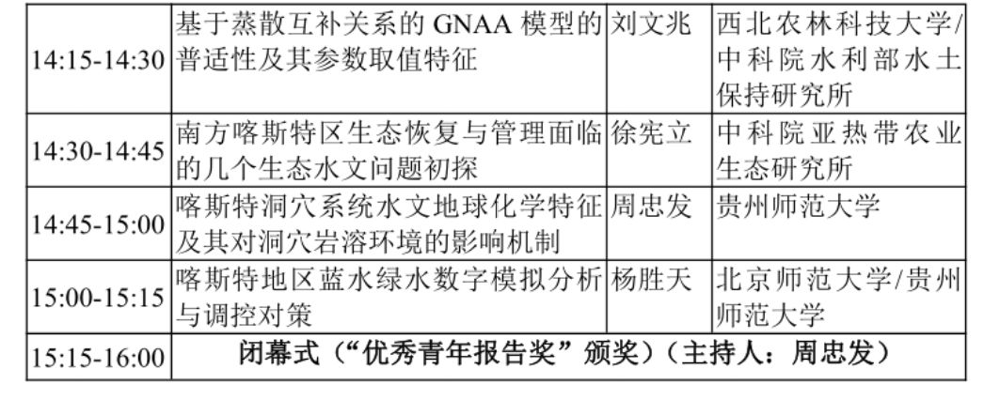 14:15-14:30
基于蒸散互补关系的 GNAA 模型的
普适性及其参数取值特征
刘文兆
西北农林科技大学/
中科院水利部水土
保持研究所
14:30-14:45
南方喀斯特区生态恢复与管理面临
的几个生态水文问题初探
徐宪立
中科院亚热带农业
生态研究所
14:45-15:00
喀斯特洞穴系统水文地球化学特征
及其对洞穴岩溶环境的影响机制
周忠发
贵州师范大学
15:00-15:15
喀斯特地区蓝水绿水数字模拟分析
与调控对策
杨胜天
北京师范大学/贵州
师范大学
15:15-16:00
闭幕式（“优秀青年报告奖”颁奖）（主持人：周忠发）